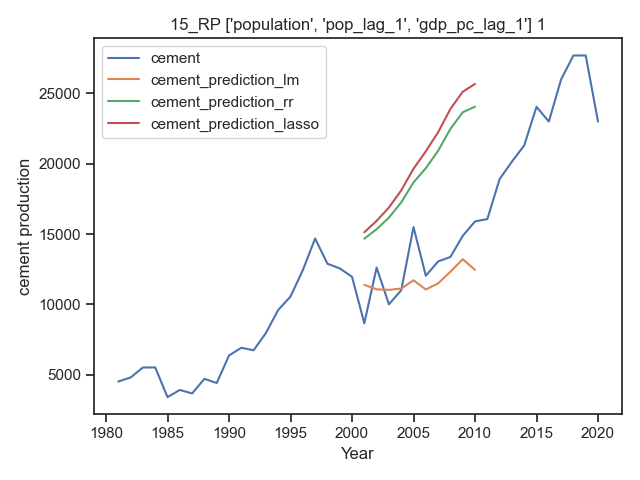 15_RP ['population', 'pop_lag_1', 'gdp_pc_lag_1'] 1
cement
cement_prediction_lm
cement_prediction_rr
cement_prediction_lasso
25000
20000
15000
10000
5000
cement production
1980 1985 1990 1995 2000 2005 2010 2015 2020
Year